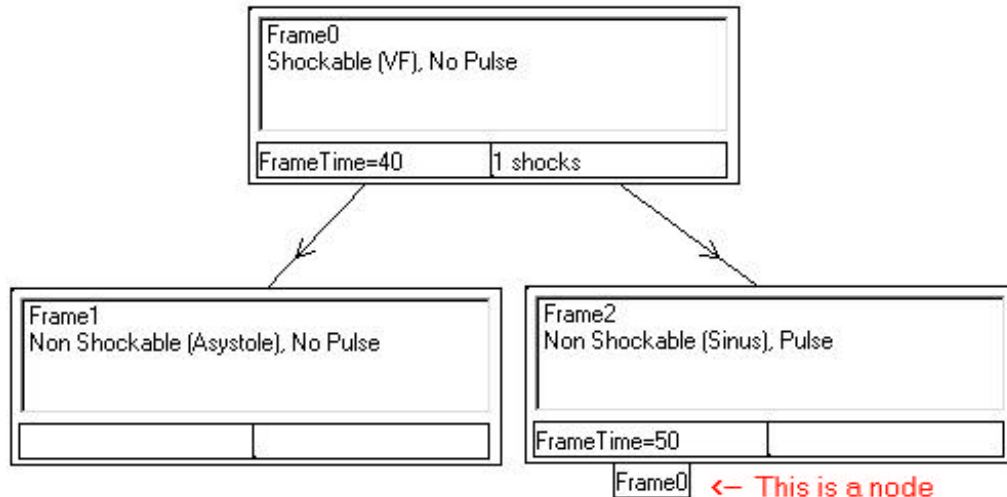 Frame0
Shockable (VF), No Pulse
FrameTime=40
1 shocks
Frame1
Non Shockable (Asystole), No Pulse
Frame2
Non Shockable (Sinus), Pulse
FrameTime=50
Frame0
<-- This is a node